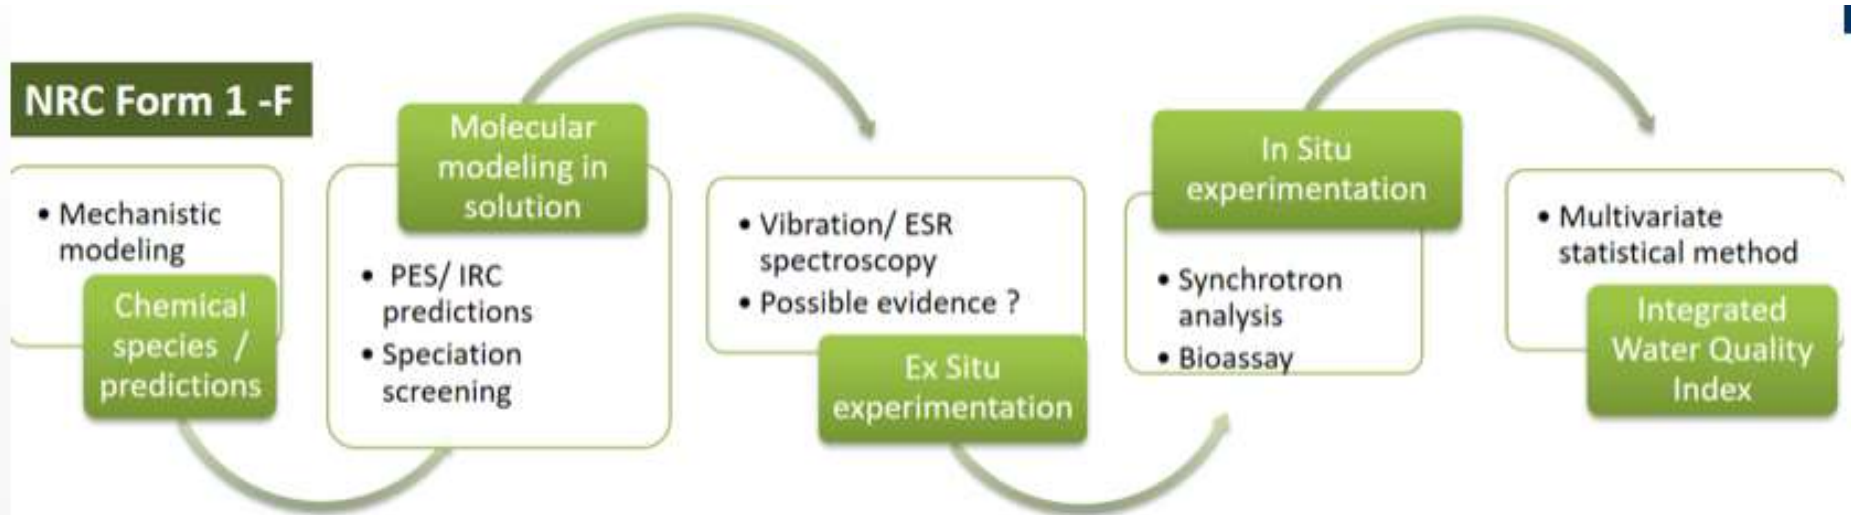 NRC Form 1 -F
• Mechanistic
modeling
Chemical
species /
predictions
Molecular
modeling in
solution
• PES/ IRC
predictions
• Speciation
screening
• Vibration/ ESR
spectroscopy
• Possible evidence ?
Ex Situ
experimentation
In Situ
experimentation
• Synchrotron
analysis
• Bioassay
• Multivariate
statistical method
Integrated
Water Quality
Index